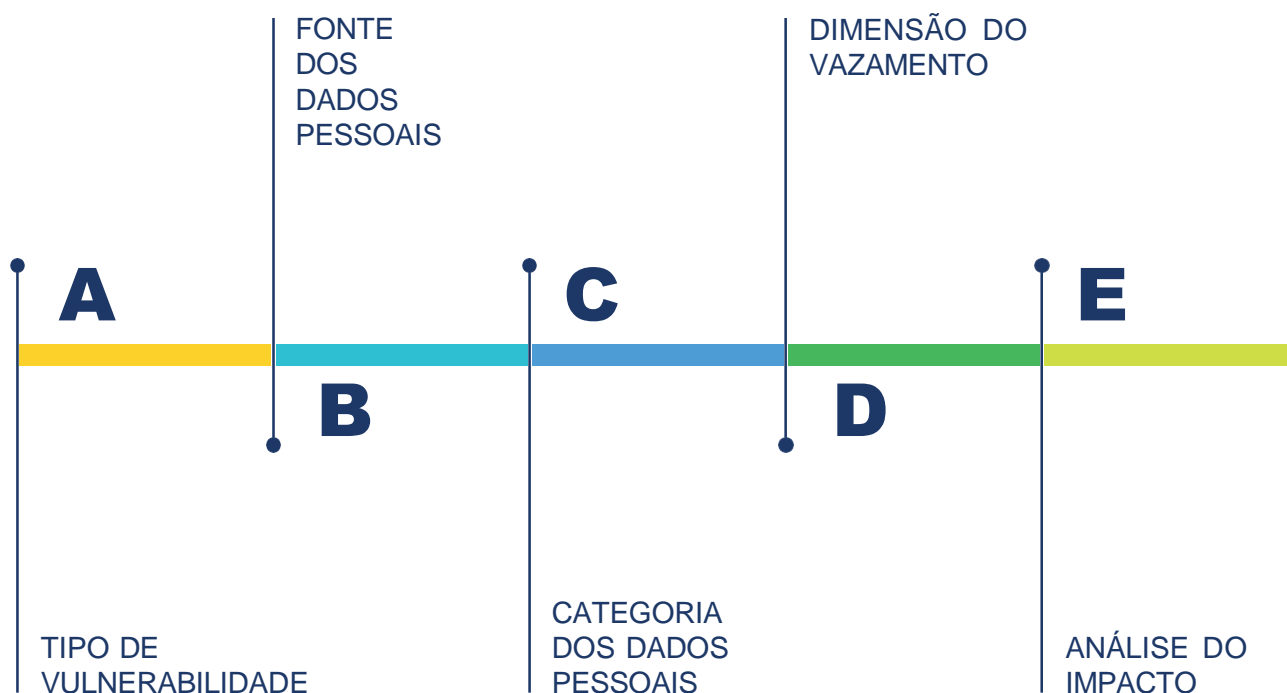 FONTE
DOS
DADOS
PESSOAIS
DIMENSÃO DO
VAZAMENTO
A
C
E
B
D
TIPO DE
VULNERABILIDADE
CATEGORIA
DOS DADOS
PESSOAIS
ANÁLISE DO
IMPACTO